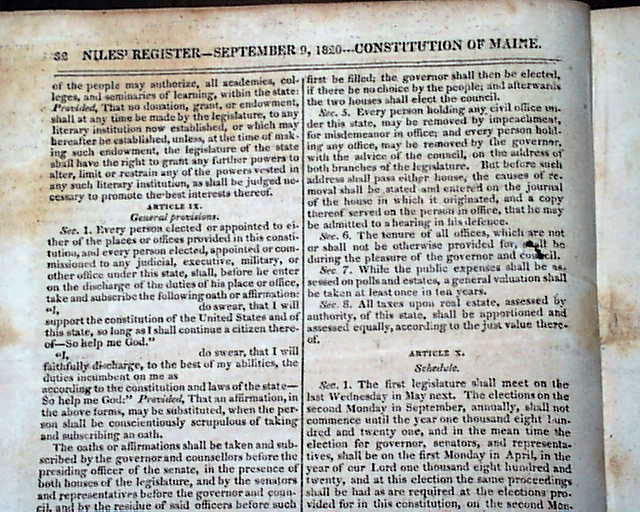 32 NILES' REGISTER—SEPTEMBER 9, 1820—CONSTITUTION OF MAINE.
of the people may authorize, all academies, col-
leges, and seminaries of learning, within the state:
Provided, That no donation, grant, or endowment,
shall at any time be made by the legislature, to any
literary institution now established, or which may
hereafter be established, unless, at the time of mak-
ing such endowment, the legislature of the state
shall have the right to grant any further powers to
alter, limit or restrain any of the powers vested in
any such literary institution, as shall be judged ne-
cessary to promote the best interests thereof.
ARTICLE IX.
General provisions.
Sec. 1. Every person elected or appointed to ei-
ther of the places or offices provided in this consti-
tution, and every person elected, appointed or com-
missioned to any judicial, executive, military, or
other office under this state, shall, before he enter
on the discharge of the duties of his place or office,
take and subscribe the following oath or affirmation:
"I, do swear, that I will
support the constitution of the United States and of
this state, so long as I shall continue a citizen there-
of—So help me God."
"I, do swear, that I will
faithfully discharge, to the best of my abilities, the
duties incumbent on me as
according to the constitution and laws of the state—
So help me God:" Provided, That an affirmation, in
the above forms, may be substituted, when the per-
son shall be conscientiously scrupulous of taking
and subscribing an oath.
The oaths or affirmations shall be taken and sub-
scribed by the governor and counsellors before the
presiding officer of the senate, in the presence of
both houses of the legislature, and by the senators
and representatives before the governor and coun-
cil, and by the residue of said officers before such
first be filled; the governor shall then be elected,
if there be no choice by the people; and afterwards
the two houses shall elect the council.
Sec. 5. Every person holding any civil office un-
der this state, may be removed by impeachment,
for misdemeanor in office; and every person hold-
ing any office, may be removed by the governor,
with the advice of the council, on the address of
both branches of the legislature. But before such
address shall pass either house, the causes of re-
moval shall be stated and entered on the journal
of the house in which it originated, and a copy
thereof served on the person in office, that he may
be admitted to a hearing in his defence.
Sec. 6. The tenure of all offices, which are not
or shall not be otherwise provided for, shall be
during the pleasure of the governor and council.
Sec. 7. While the public expenses shall be as-
sessed on polls and estates, a general valuation shall
be taken at least once in ten years.
Sec. 8. All taxes upon real estate, assessed by
authority, of this state, shall be apportioned and
assessed equally, according to the just value there-
of.
ARTICLE X.
Schedule.
Sec. 1. The first legislature shall meet on the
last Wednesday in May next. The elections on the
second Monday in September, annually, shall not
commence until the year one thousand eight hun-
dred and twenty one, and in the mean time the
election for governor, senators, and representa-
tives, shall be on the first Monday in April, in the
year of our Lord one thousand eight hundred and
twenty, and at this election the same proceedings
shall be had as are required at the elections pro-
vided for in this constitution, on the second Mon-